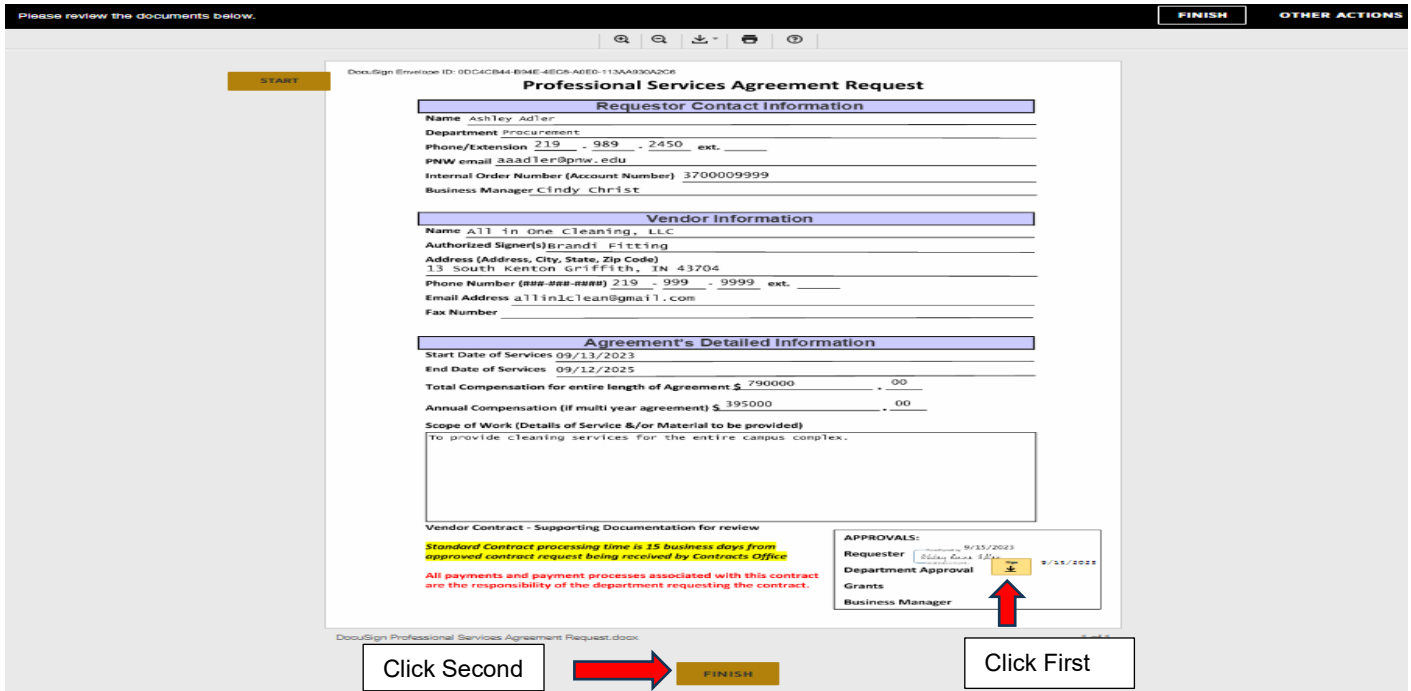 Please review the documents below.
FINISH
OTHER ACTIONS
START
DocuSign Envelope ID: 0DC4CB44-B94E-4EC8-A0E0-113AA930A2C6
Professional Services Agreement Request
Requestor Contact Information
Name Ashley Adler
Department Procurement
Phone/Extension 219 - 989 - 2450 ext.
PNW email aaadler@pnw.edu
Internal Order Number (Account Number) 3700009999
Business Manager Cindy Christ
Vendor Information
Name All in One Cleaning, LLC
Authorized Signer(s) Brandi Fitting
Address (Address, City, State, Zip Code)
13 South Kenton Griffith, IN 43704
Phone Number (###-###-####) 219 - 999 - 9999 ext.
Email Address allin1clean@gmail.com
Fax Number
Agreement's Detailed Information
Start Date of Services 09/13/2023
End Date of Services 09/12/2025
Total Compensation for entire length of Agreement $ 790000 . 00
Annual Compensation (if multi year agreement) $ 395000 . 00
Scope of Work (Details of Service &/or Material to be provided)
To provide cleaning services for the entire campus complex.
Vendor Contract - Supporting Documentation for review
Standard Contract processing time is 15 business days from
approved contract request being received by Contracts Office
All payments and payment processes associated with this contract
are the responsibility of the department requesting the contract.
APPROVALS:
9/15/2023
Requester
Department Approval Sign 9/15/2023
Grants
Business Manager
DocuSign Professional Services Agreement Request.docx
1 of 1
Click Second
FINISH
Click First